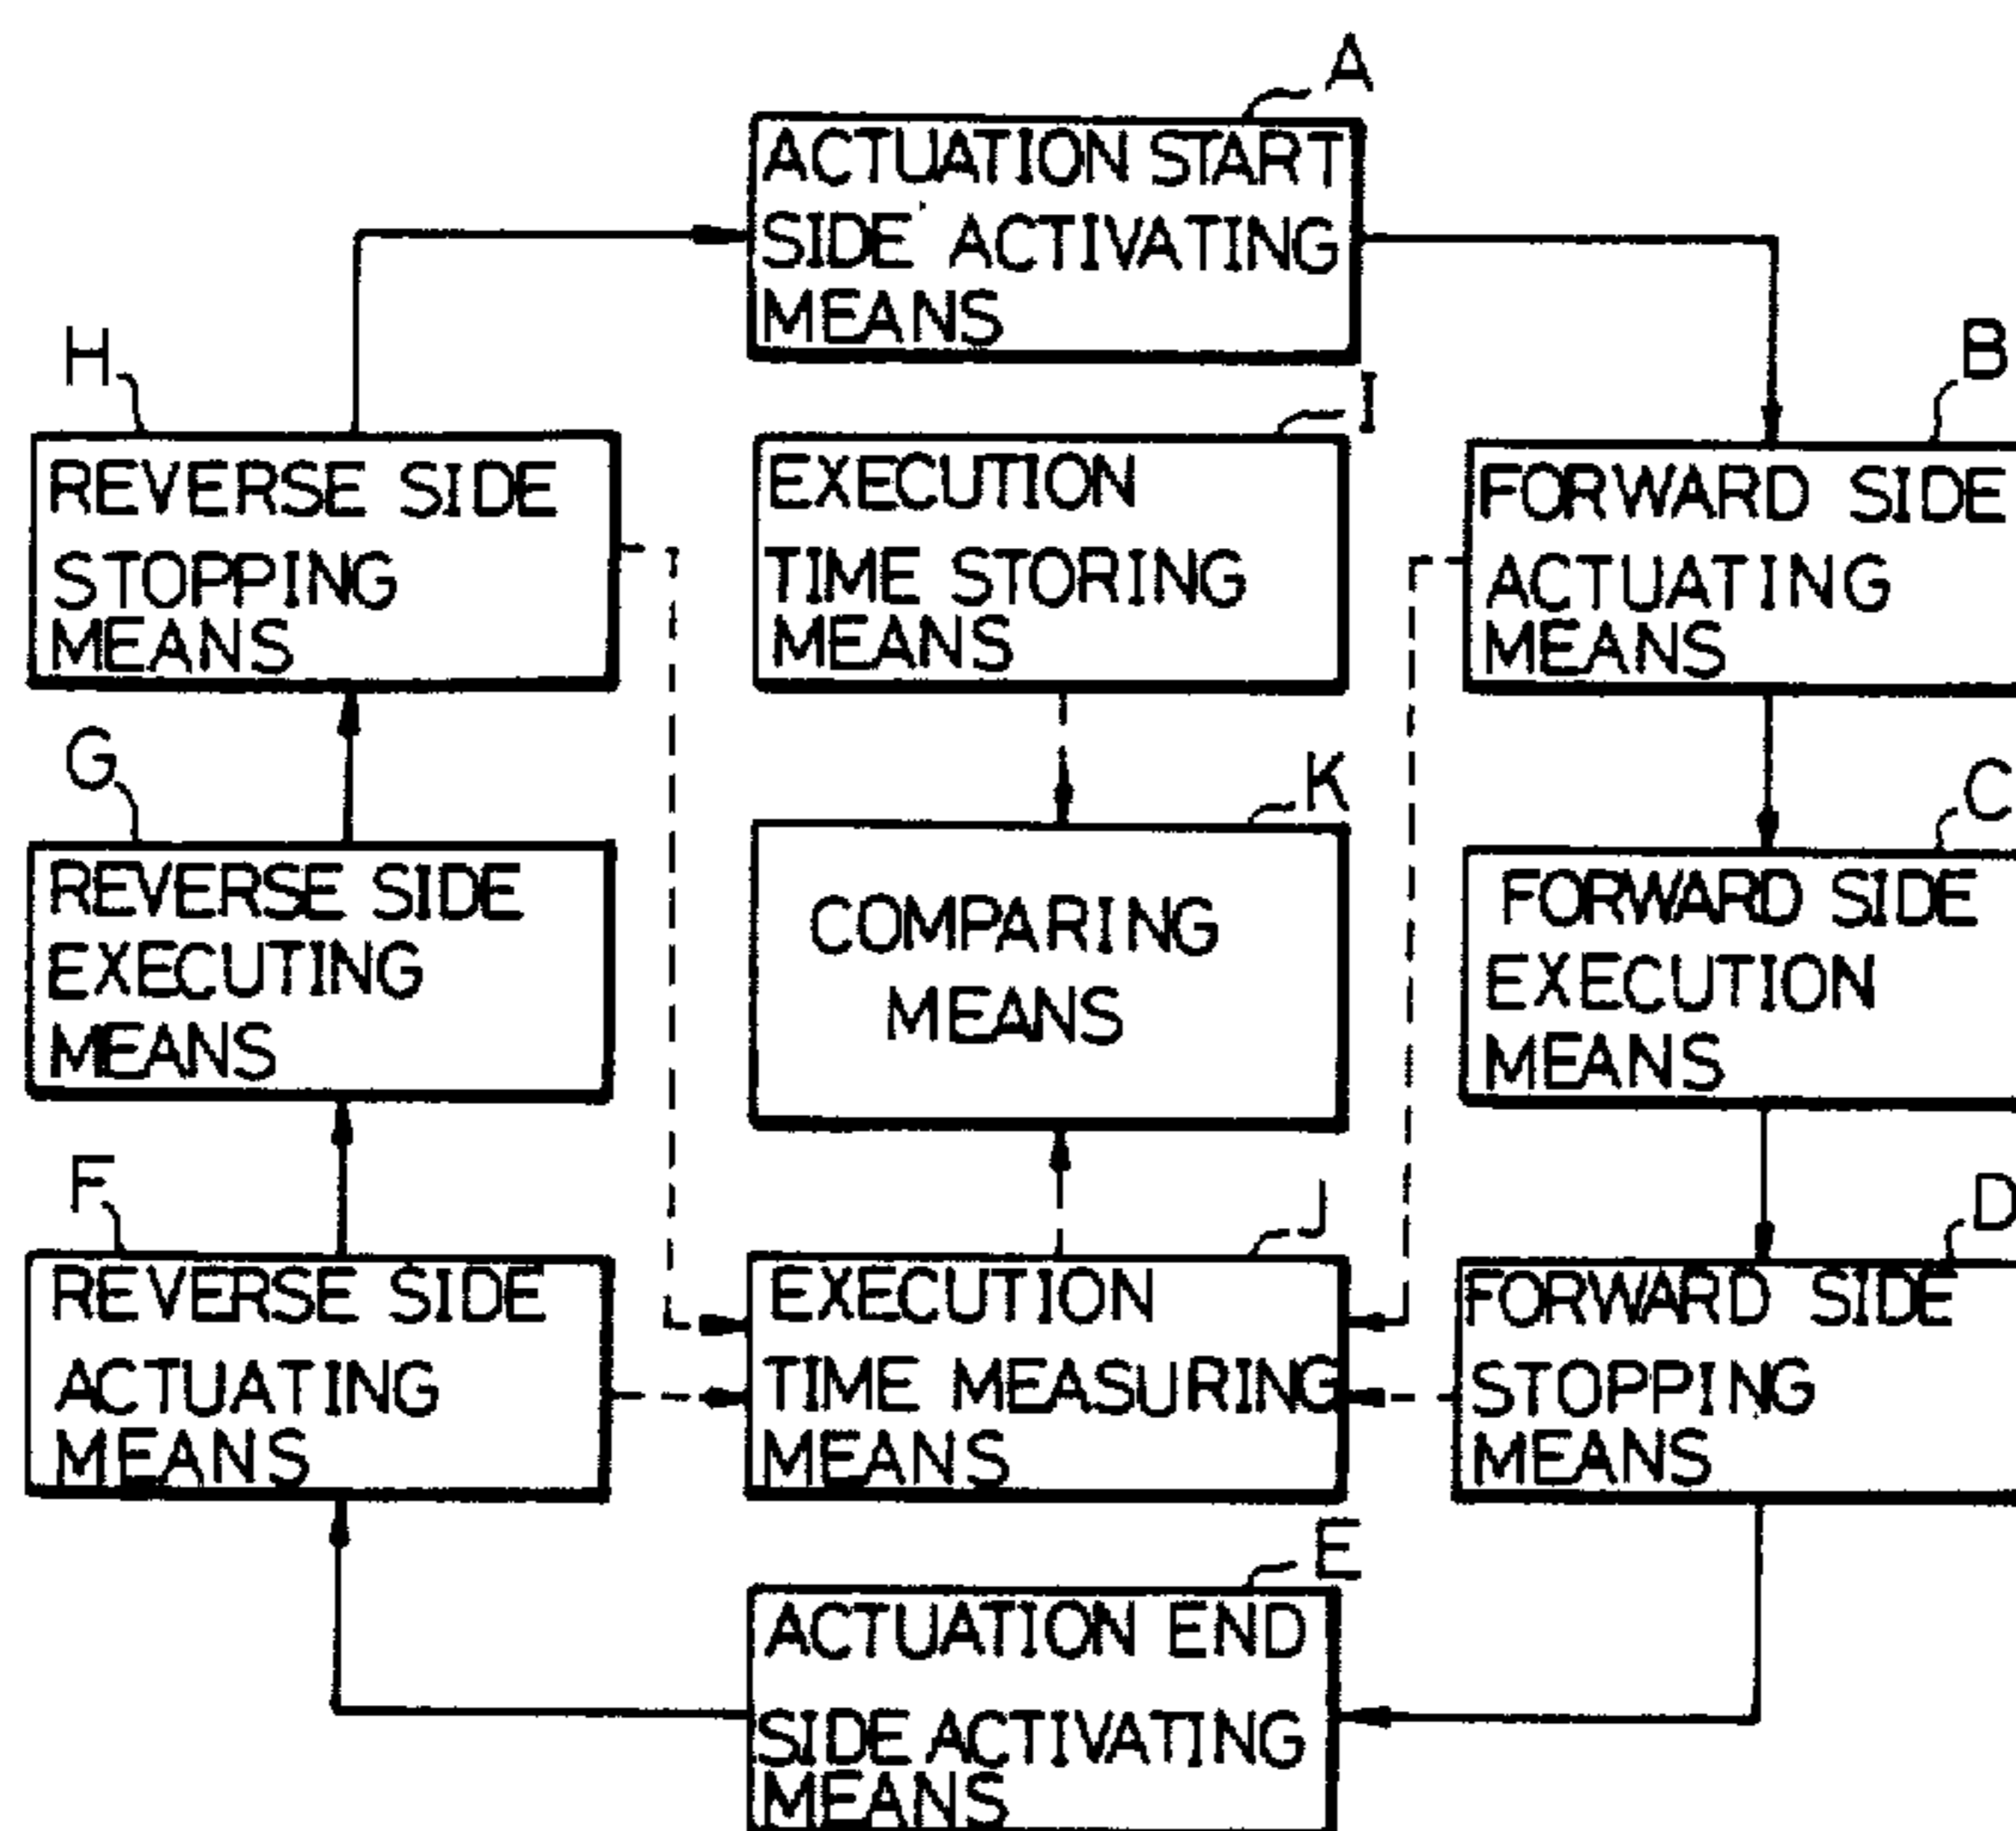 A
ACTUATION START
SIDE ACTIVATING
MEANS
H
REVERSE SIDE
STOPPING
MEANS
I
EXECUTION
TIME STORING
MEANS
B
FORWARD SIDE
ACTUATING
MEANS
G
REVERSE SIDE
EXECUTING
MEANS
K
COMPARING
MEANS
C
FORWARD SIDE
EXECUTION
MEANS
F
REVERSE SIDE
ACTUATING
MEANS
J
EXECUTION
TIME MEASURING
MEANS
D
FORWARD SIDE
STOPPING
MEANS
E
ACTUATION END
SIDE ACTIVATING
MEANS